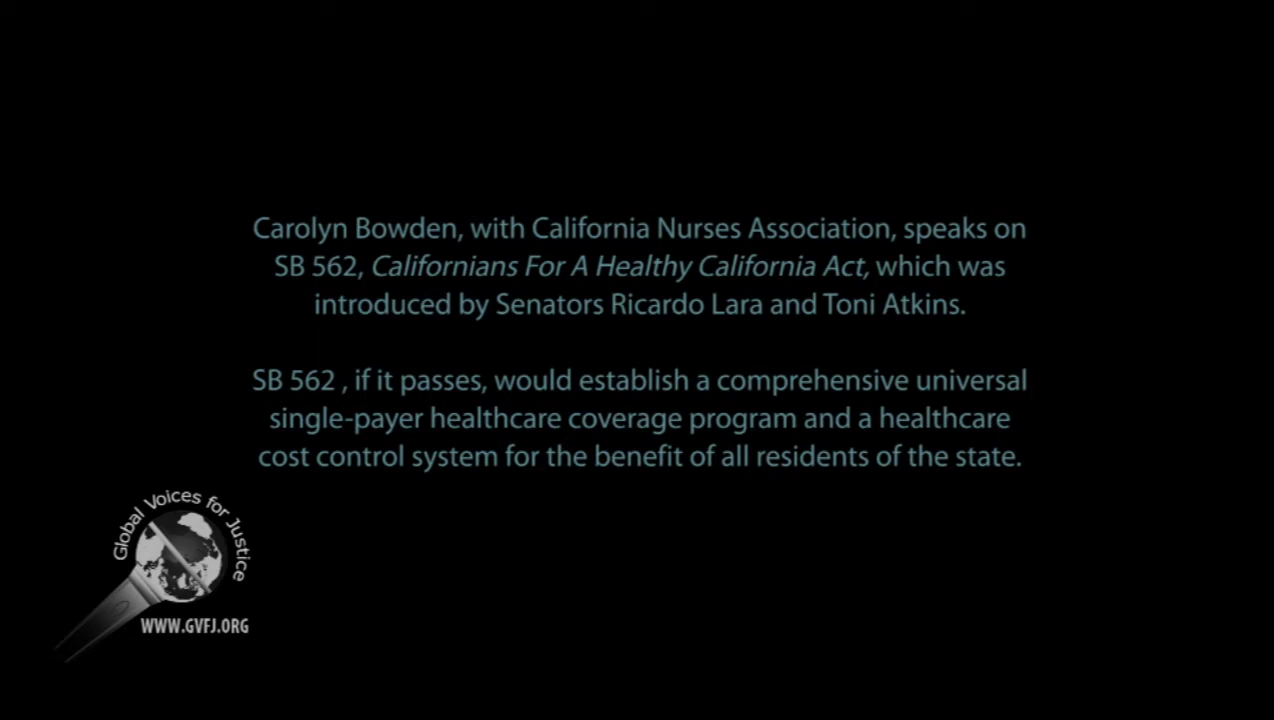 Carolyn Bowden, with California Nurses Association, speaks on
SB 562, Californians For A Healthy California Act, which was
introduced by Senators Ricardo Lara and Toni Atkins.
SB 562 , if it passes, would establish a comprehensive universal
single-payer healthcare coverage program and a healthcare
cost control system for the benefit of all residents of the state.
Global Voices for Justice
WWW.GVFJ.ORG